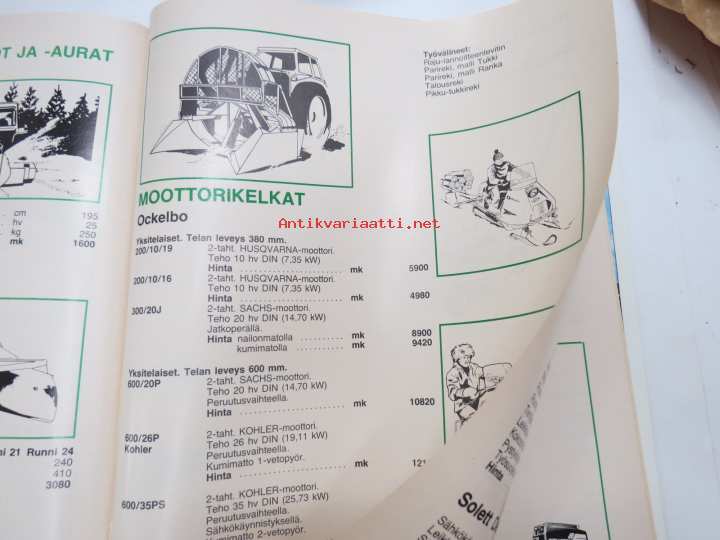 OT JA -AURAT
cm 195
hv 25
kg 250
mk 1600
21 Runni 24
240
410
3080
MOOTTORIKELKAT
Ockelbo
Yksitelaiset. Telan leveys 380 mm.
200/10/19 2-taht. HUSQVARNA-moottori.
Teho 10 hv DIN (7,35 kW)
Hinta mk 5900
200/10/16 2-taht. HUSQVARNA-moottori.
Teho 10 hv DIN (7,35 kW)
Hinta mk 4980
300/20J 2-taht. SACHS-moottori.
Teho 20 hv DIN (14,70 kW)
Jatkoperällä.
Hinta nailonmatolla mk 8900
kumimatolla mk 9420
Yksitelaiset. Telan leveys 600 mm.
600/20P 2-taht. SACHS-moottori.
Teho 20 hv DIN (14,70 kW)
Peruutusvaihteella.
Hinta mk 10820
600/26P 2-taht. KOHLER-moottori.
Kohler Teho 26 hv DIN (19,11 kW)
Peruutusvaihteella.
Kumimatto 1-vetopyör.
Hinta mk
600/35PS 2-taht. KOHLER-moottori.
Teho 35 hv DIN (25,73 kW)
Peruutusvaihteella.
Sähkökäynnistyksellä.
Kumimatto 2-vetopyör.
Työvälineet:
Raju-lannoitteenlevitin
Parireki, malli Tukki
Parireki, malli Ranka
Talousreki
Pikku-tukkireki
Antikvariaatti.net
Hinta
Solett